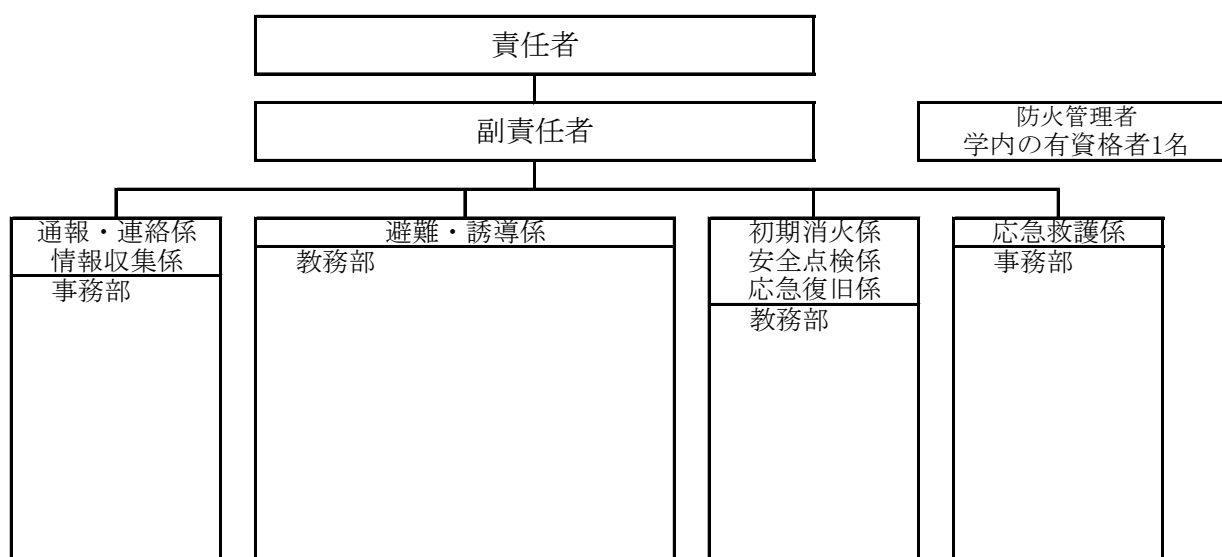 責任者
副責任者
防火管理者
学内の有資格者1名
通報・連絡係
情報収集係
事務部
避難・誘導係
教務部
初期消火係
安全点検係
応急復旧係
教務部
応急救護係
事務部